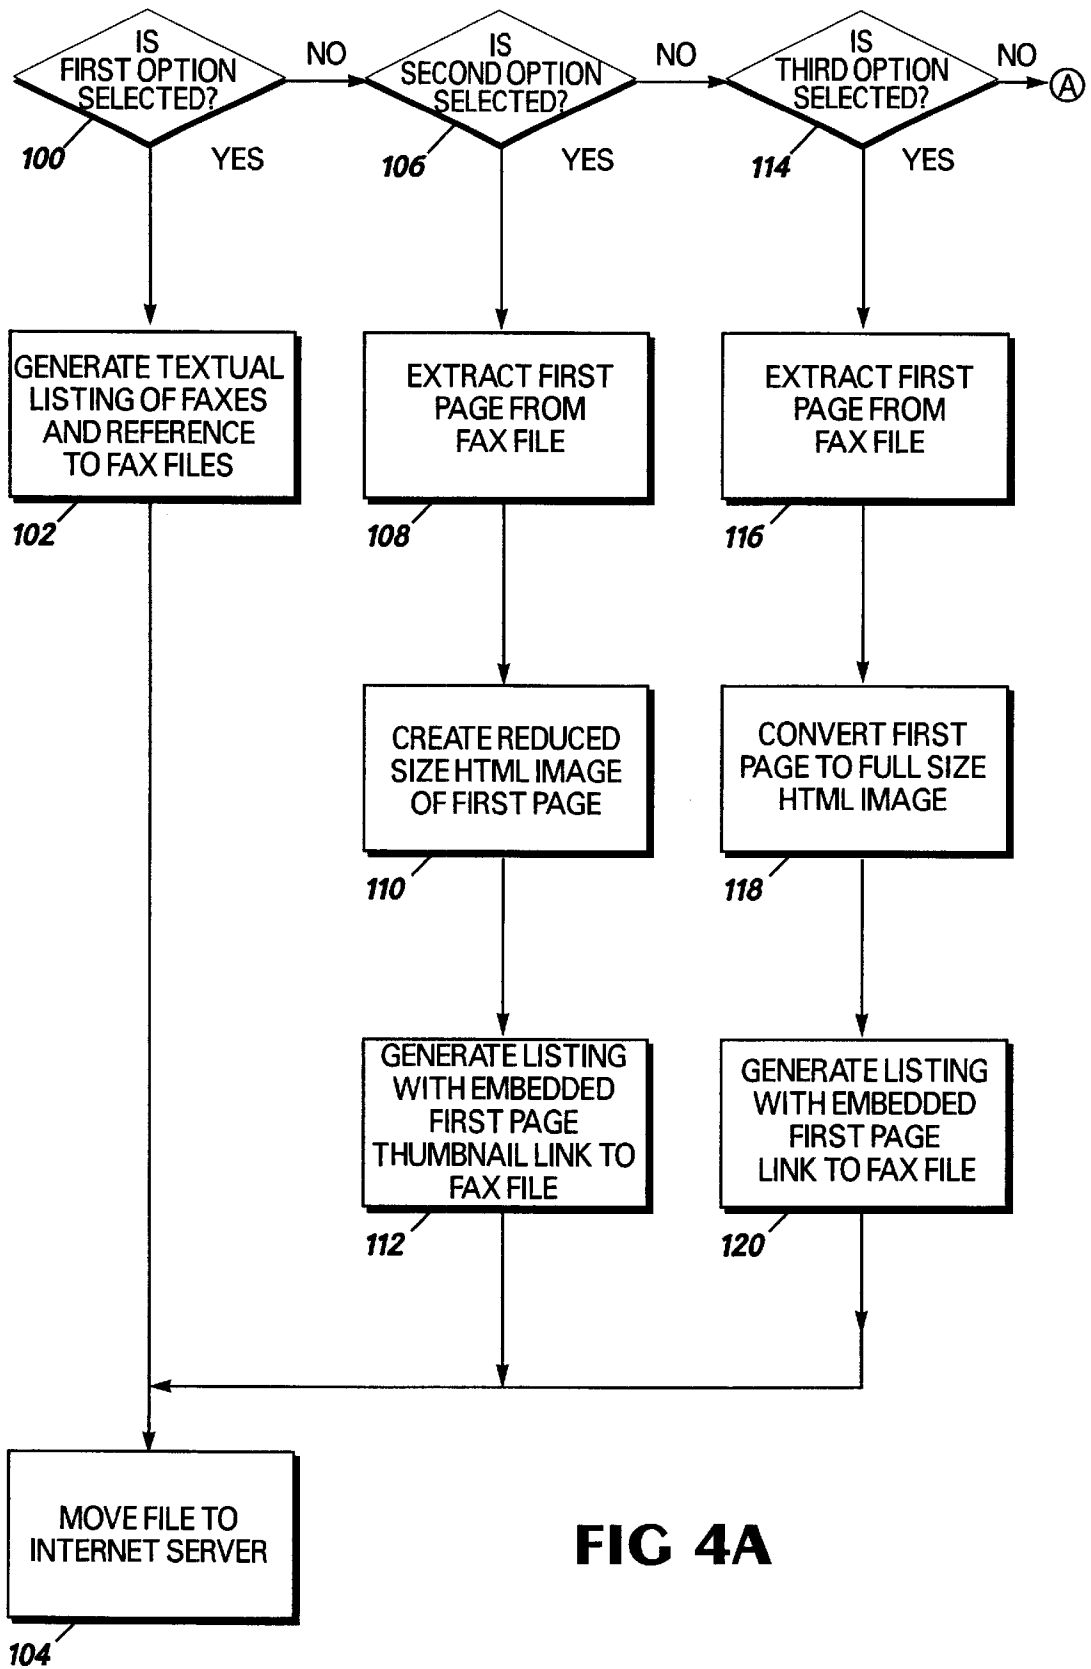 IS
FIRST OPTION
SELECTED?
100
NO
YES
IS
SECOND OPTION
SELECTED?
106
NO
YES
IS
THIRD OPTION
SELECTED?
114
NO
YES
A
GENERATE TEXTUAL
LISTING OF FAXES
AND REFERENCE
TO FAX FILES
102
EXTRACT FIRST
PAGE FROM
FAX FILE
108
EXTRACT FIRST
PAGE FROM
FAX FILE
116
CREATE REDUCED
SIZE HTML IMAGE
OF FIRST PAGE
110
CONVERT FIRST
PAGE TO FULL SIZE
HTML IMAGE
118
GENERATE LISTING
WITH EMBEDDED
FIRST PAGE
THUMBNAIL LINK TO
FAX FILE
112
GENERATE LISTING
WITH EMBEDDED
FIRST PAGE
LINK TO FAX FILE
120
MOVE FILE TO
INTERNET SERVER
104
FIG 4A